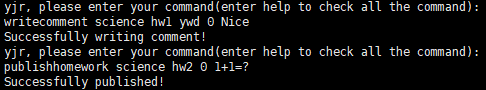 yjr, please enter your command(enter help to check all the command):
writecomment science hw1 ywd 0 Nice
Successfully writing comment!
yjr, please enter your command(enter help to check all the command):
publishhomework science hw2 0 1+1=?
Successfully published!